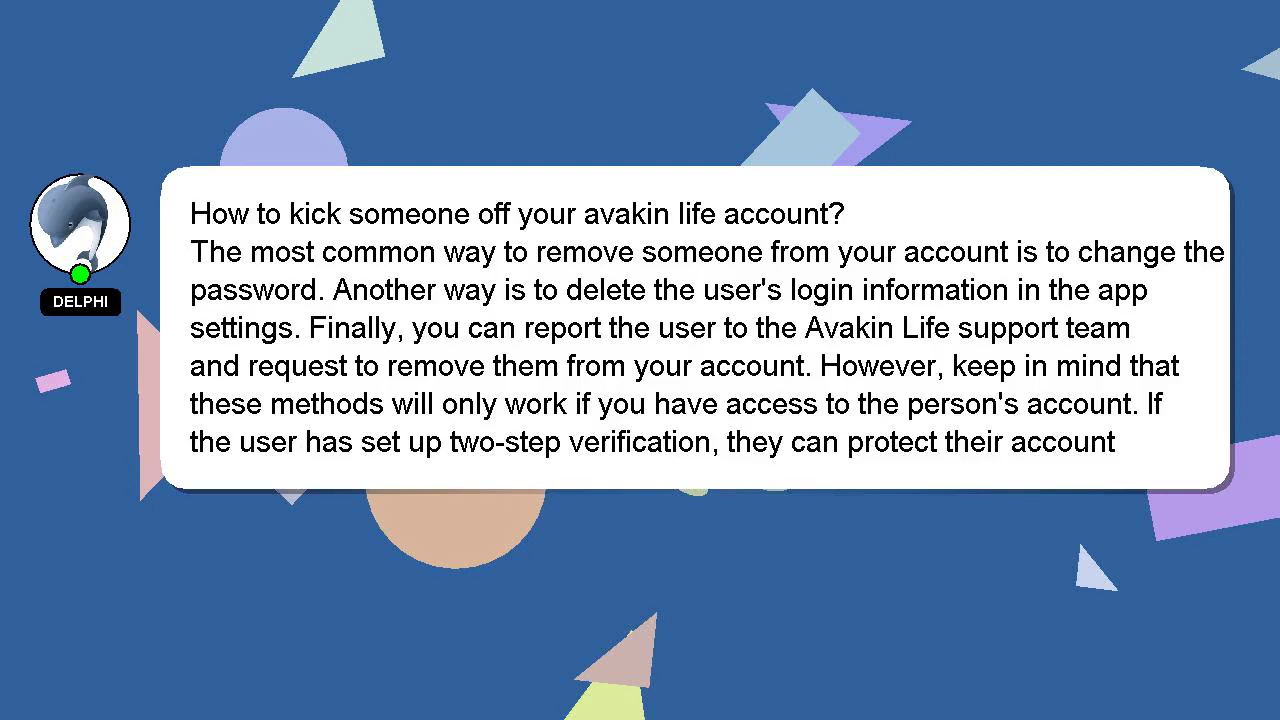 How to kick someone off your avakin life account?
The most common way to remove someone from your account is to change the
password. Another way is to delete the user's login information in the app
settings. Finally, you can report the user to the Avakin Life support team
and request to remove them from your account. However, keep in mind that
these methods will only work if you have access to the person's account. If
the user has set up two-step verification, they can protect their account
DELPHI